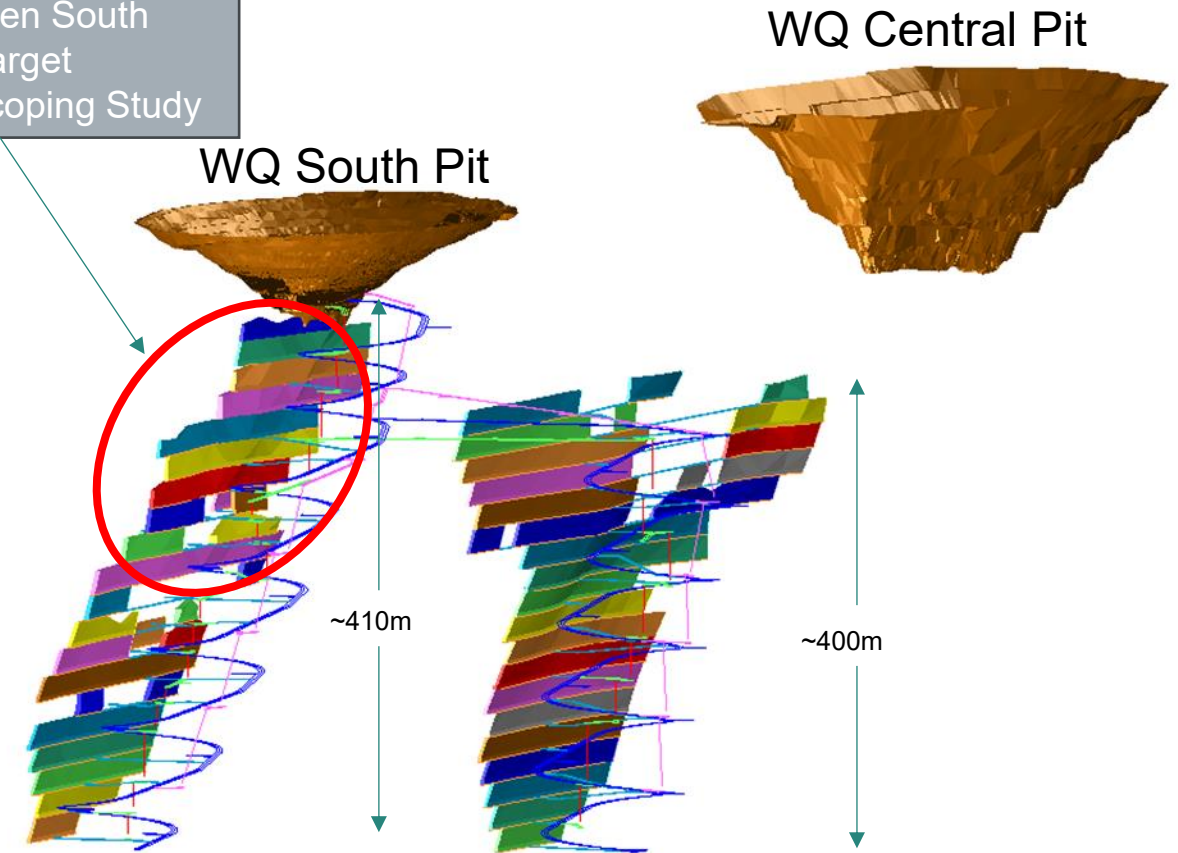 en South
arget
coping Study
WQ Central Pit
WQ South Pit
~410m
~400m